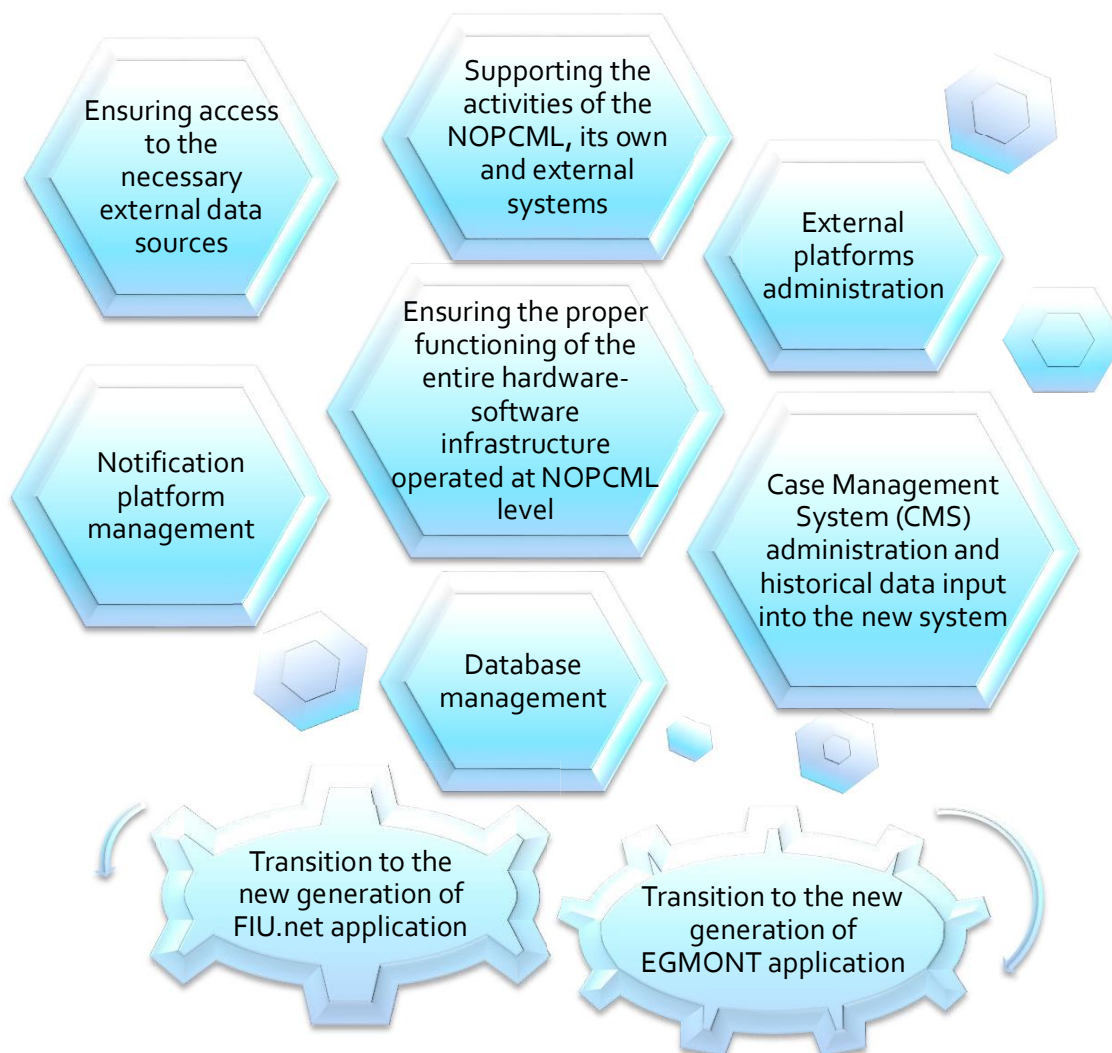 Ensuring access
to the
necessary
external data
sources
Supporting the
activities of the
NOPCML, its own
and external
systems
External
platforms
administration
Ensuring the proper
functioning of the
entire hardware-
software
infrastructure
operated at NOPCML
level
Notification
platform
management
Case Management
System (CMS)
administration and
historical data input
into the new system
Database
management
Transition to the
new generation of
FIU.net application
Transition to the new
generation of
EGMONT application